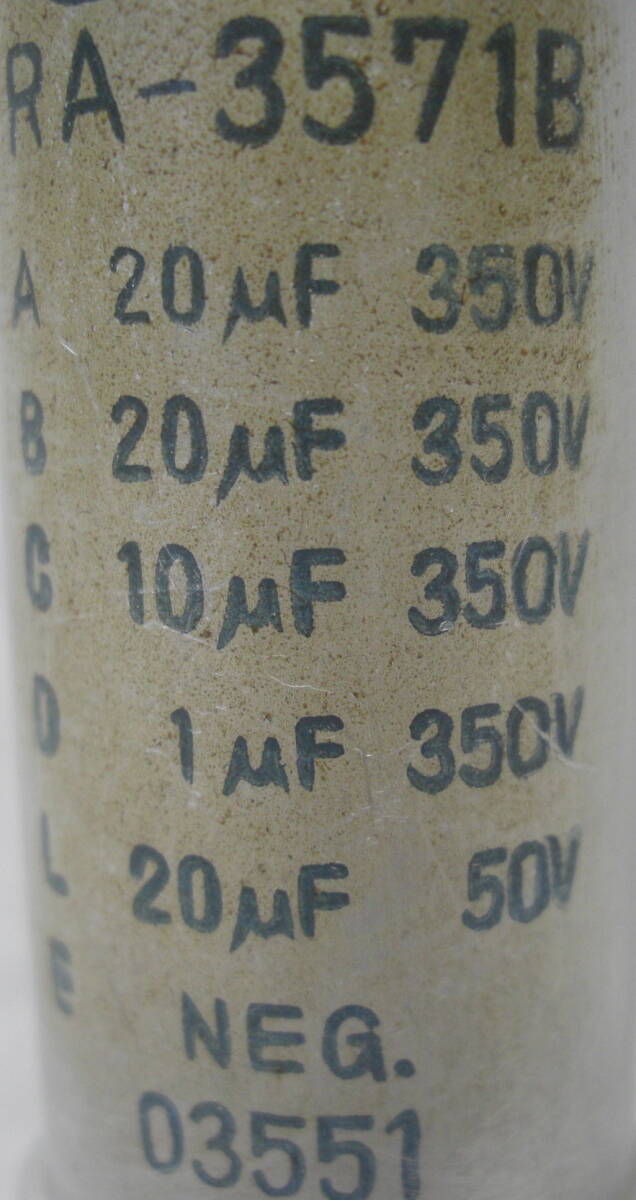 RA-3571B
A 20μF 350V
B 20μF 350V
C 10μF 350V
D 1μF 350V
L 20μF 50V
E NEG.
03551